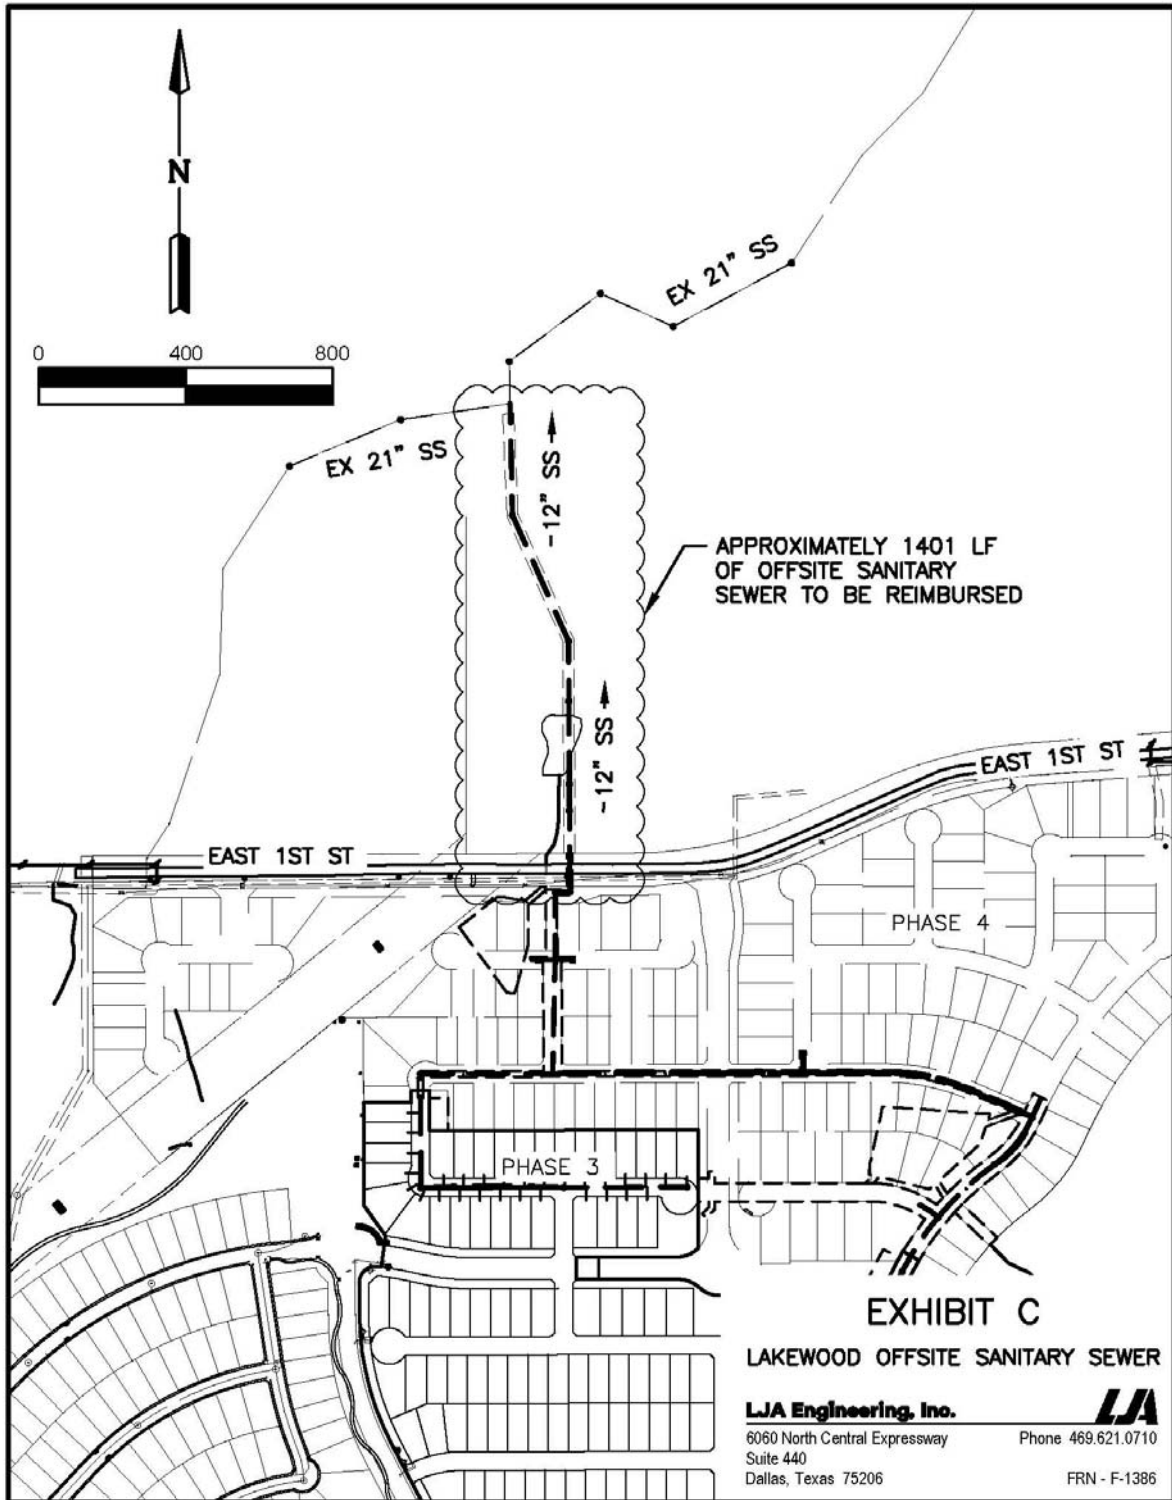 N
0 400 800
EX 21" SS
EX 21" SS
~12" SS
APPROXIMATELY 1401 LF
OF OFFSITE SANITARY
SEWER TO BE REIMBURSED
~12" SS
EAST 1ST ST
EAST 1ST ST
PHASE 4
PHASE 3
EXHIBIT C
LAKEWOOD OFFSITE SANITARY SEWER
LJA Engineering, Inc.
LJA
6060 North Central Expressway
Phone 469.621.0710
Suite 440
Dallas, Texas 75206
FRN - F-1386